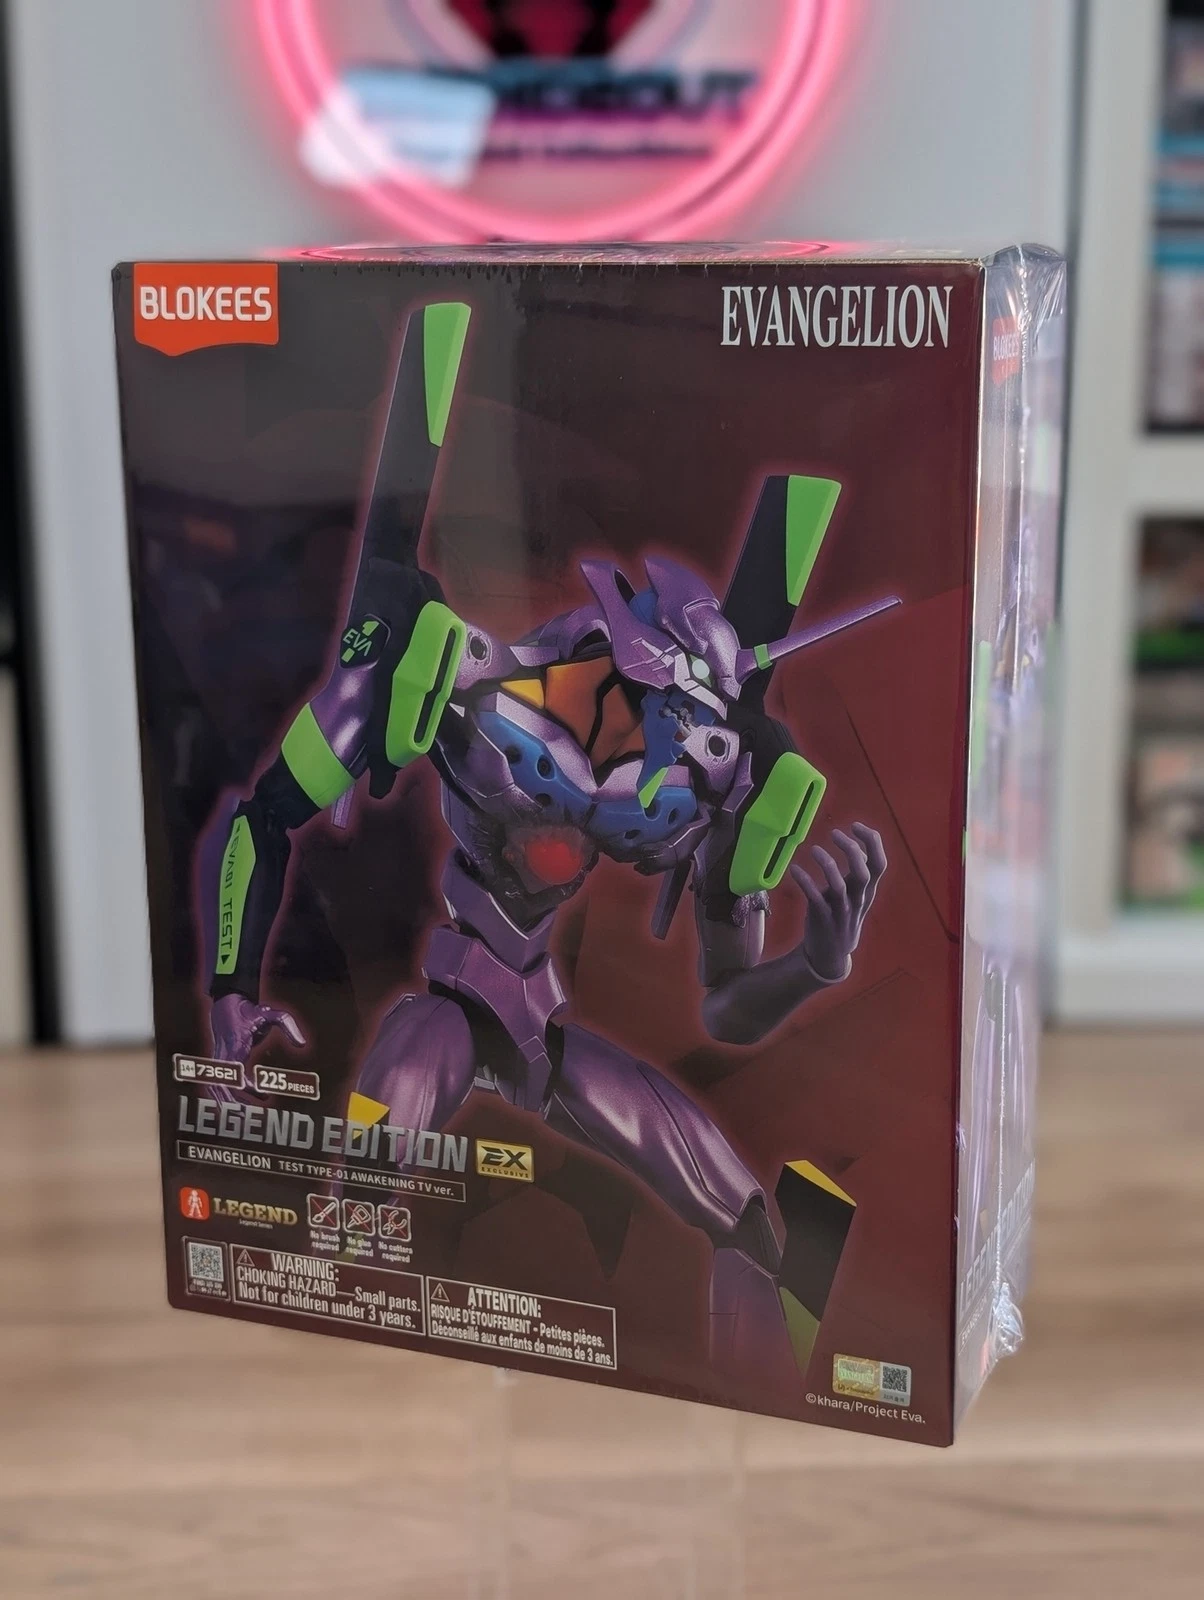 BLOKEES
EVANGELION
BLOKEES
EVA
EVA01 TEST
14+ 73621
225 PIECES
LEGEND EDITION
EX
EXCLUSIVE
EVANGELION TEST TYPE-01 AWAKENING TV ver.
LEGEND
Legend Series
No brush required
No glue required
No cutters required
WARNING:
CHOKING HAZARD—Small parts.
Not for children under 3 years.
ATTENTION:
RISQUE D'ÉTOUFFEMENT - Petites pièces.
Déconseillé aux enfants de moins de 3 ans.
©khara/Project Eva.